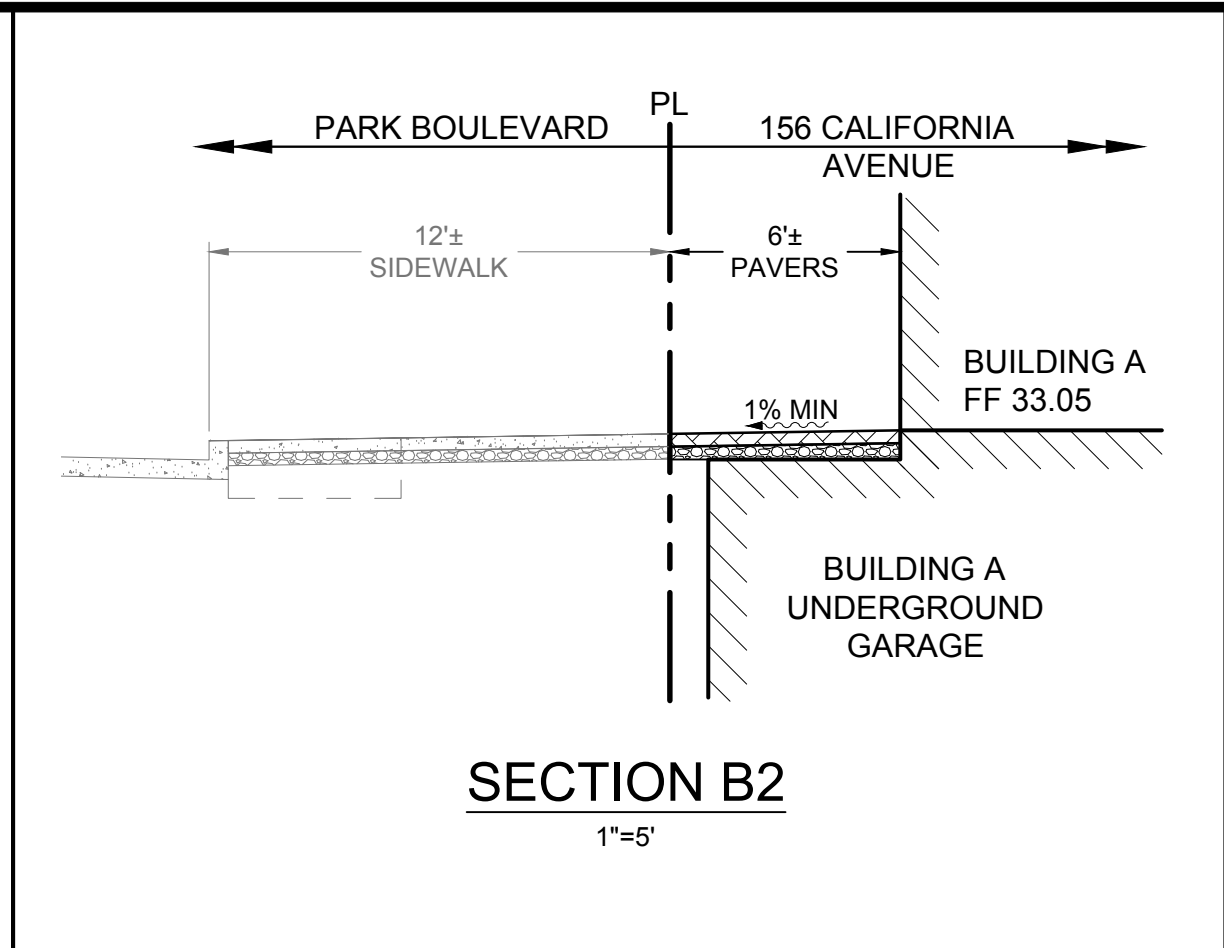 PL
PARK BOULEVARD
156 CALIFORNIA
AVENUE
12'±
SIDEWALK
6'±
PAVERS
BUILDING A
FF 33.05
1% MIN
BUILDING A
UNDERGROUND
GARAGE
SECTION B2
1"=5'